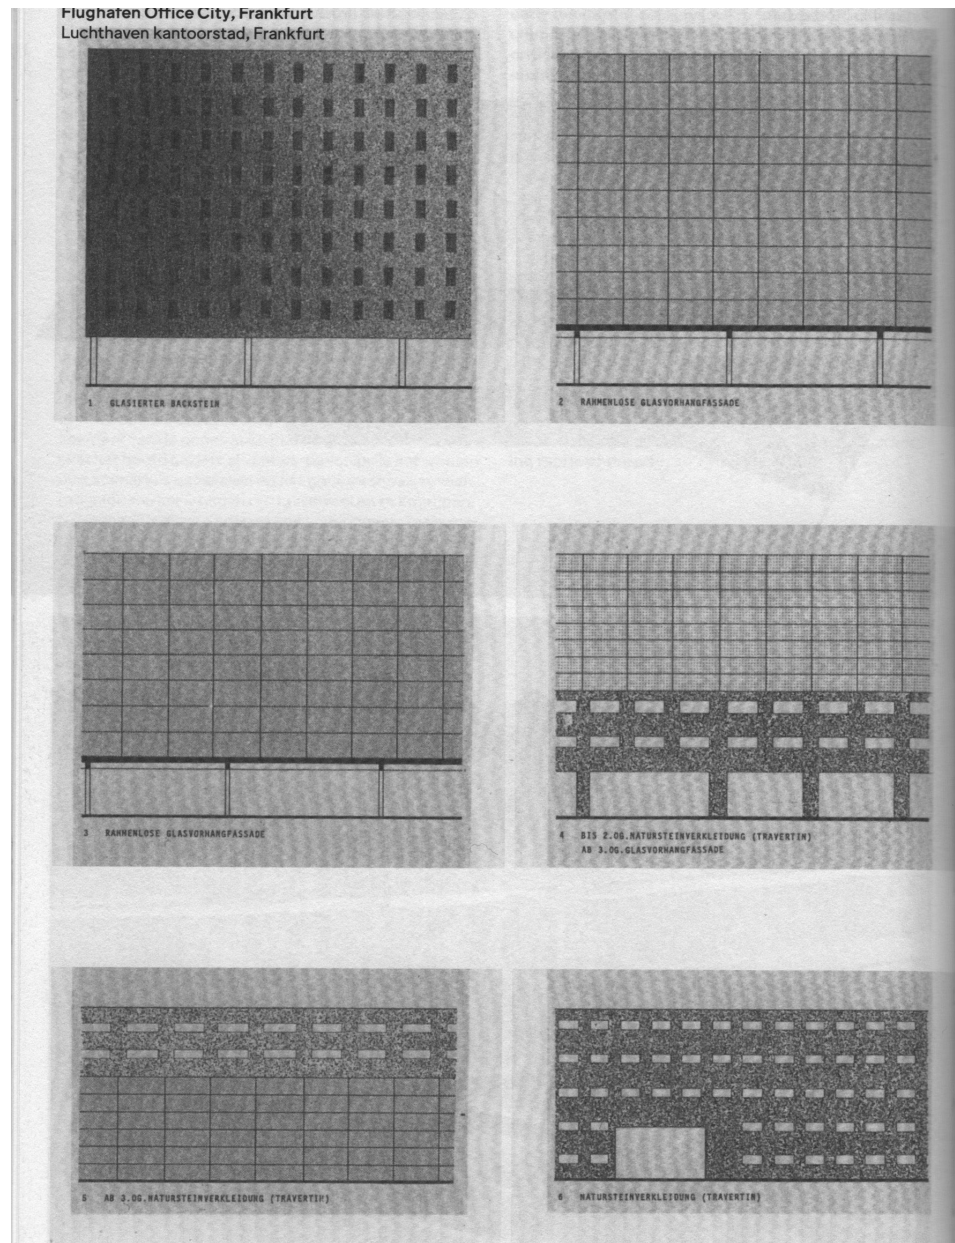 Flughafen Office City, Frankfurt
Luchthaven kantoorstad, Frankfurt
1 GLASIERTER BACKSTEIN
2 RAHMENLOSE GLASVORHANGFASSADE
3 RAHMENLOSE GLASVORHANGFASSADE
4 BIS 2.OG.NATURSTEINVERKLEIDUNG (TRAVERTIN)
AB 3.OG.GLASVORHANGFASSADE
5 AB 3.OG.NATURSTEINVERKLEIDUNG (TRAVERTIN)
6 NATURSTEINVERKLEIDUNG (TRAVERTIN)